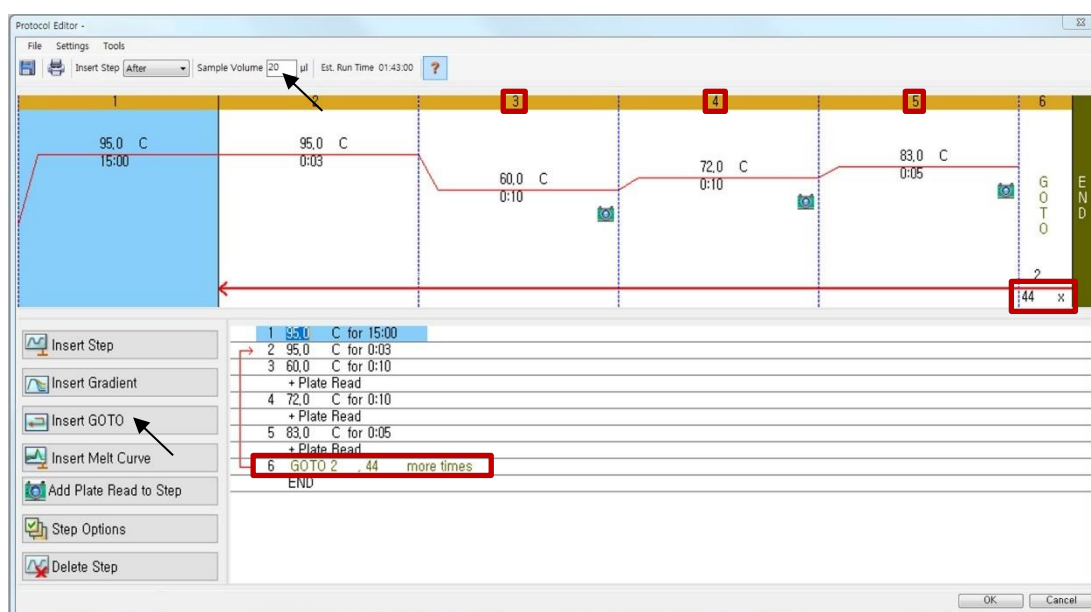 Protocol Editor -
File Settings Tools
Insert Step After Sample Volume 20 µl Est. Run Time 01:43:00 ?
1 2 3 4 5 6
95,0 C
15:00
95,0 C
0:03
60,0 C
0:10
72,0 C
0:10
83,0 C
0:05
GOTO
2
44 x
END
Insert Step
Insert Gradient
Insert GOTO
Insert Melt Curve
Add Plate Read to Step
Step Options
Delete Step
1 95,0 C for 15:00
2 95,0 C for 0:03
3 60,0 C for 0:10
+ Plate Read
4 72,0 C for 0:10
+ Plate Read
5 83,0 C for 0:05
+ Plate Read
6 GOTO 2 , 44 more times
END
OK Cancel